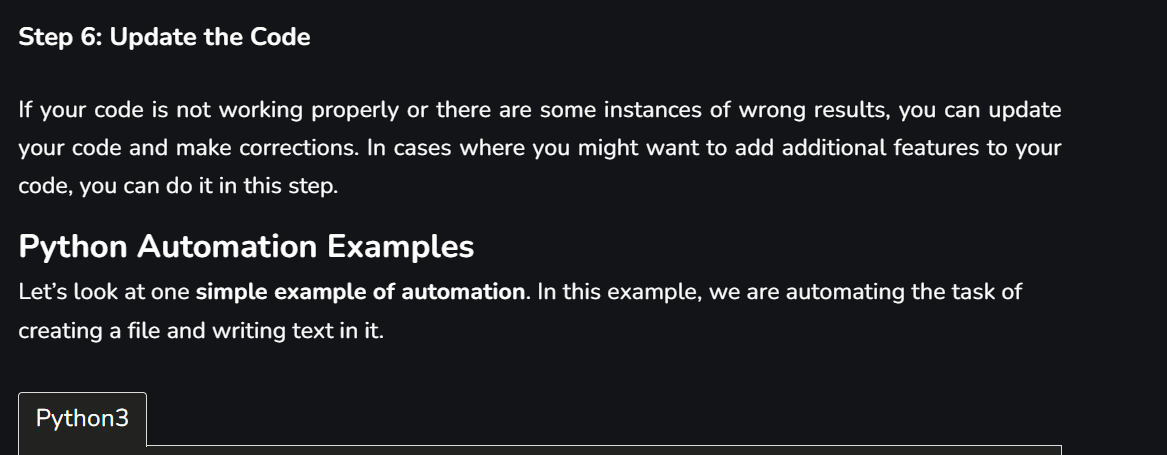 Step 6: Update the Code
If your code is not working properly or there are some instances of wrong results, you can update
your code and make corrections. In cases where you might want to add additional features to your
code, you can do it in this step.
Python Automation Examples
Let’s look at one simple example of automation. In this example, we are automating the task of
creating a file and writing text in it.
Python3